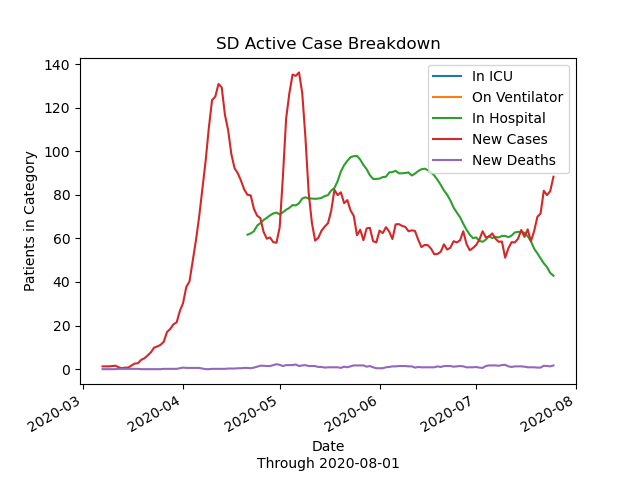 SD Active Case Breakdown
In ICU
On Ventilator
In Hospital
New Cases
New Deaths
Patients in Category
140
120
100
80
60
40
20
0
2020-03
2020-04
2020-05
2020-06
2020-07
2020-08
Date
Through 2020-08-01